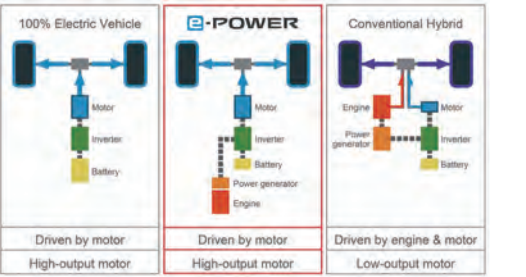 100% Electric Vehicle
Motor
Inverter
Battery
Driven by motor
High-output motor
e-POWER
Motor
Inverter
Battery
Power generator
Engine
Driven by motor
High-output motor
Conventional Hybrid
Engine
Motor
Power
generator
Inverter
Battery
Driven by engine & motor
Low-output motor